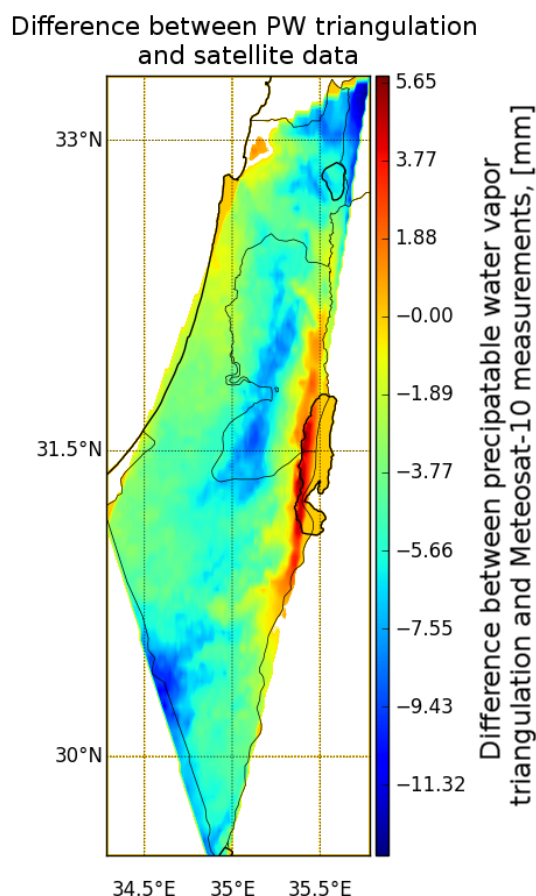 Difference between PW triangulation
and satellite data
33°N
31.5°N
30°N
34.5°E
35°E
35.5°E
5.65
3.77
1.88
−0.00
−1.89
−3.77
−5.66
−7.55
−9.43
−11.32
Difference between precipatable water vapor
triangulation and Meteosat-10 measurements, [mm]